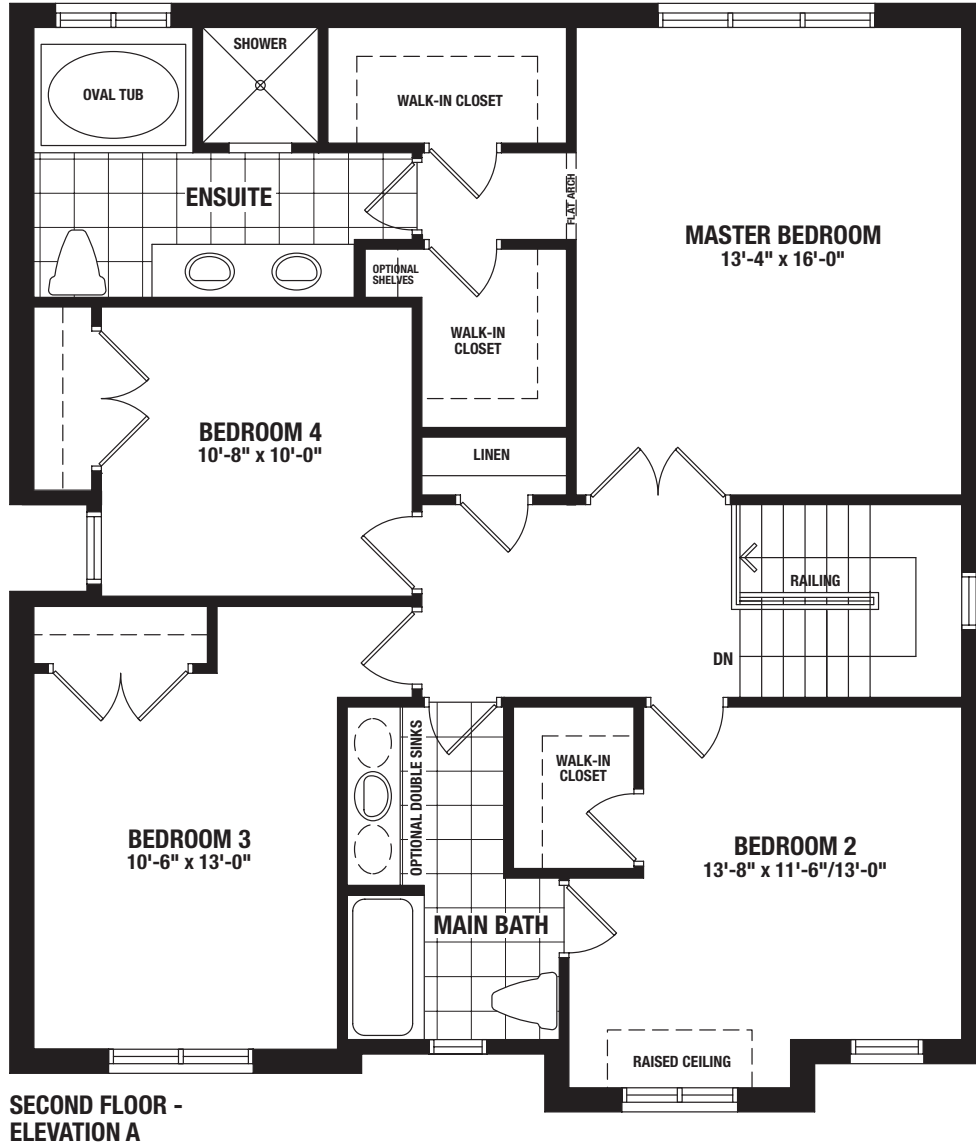 SHOWER
OVAL TUB
WALK-IN CLOSET
ENSUITE
FLAT ARCH
MASTER BEDROOM
13'-4" x 16'-0"
OPTIONAL
SHELVES
WALK-IN
CLOSET
BEDROOM 4
10'-8" x 10'-0"
LINEN
RAILING
DN
OPTIONAL DOUBLE SINKS
WALK-IN
CLOSET
BEDROOM 3
10'-6" x 13'-0"
BEDROOM 2
13'-8" x 11'-6"/13'-0"
MAIN BATH
RAISED CEILING
SECOND FLOOR -
ELEVATION A